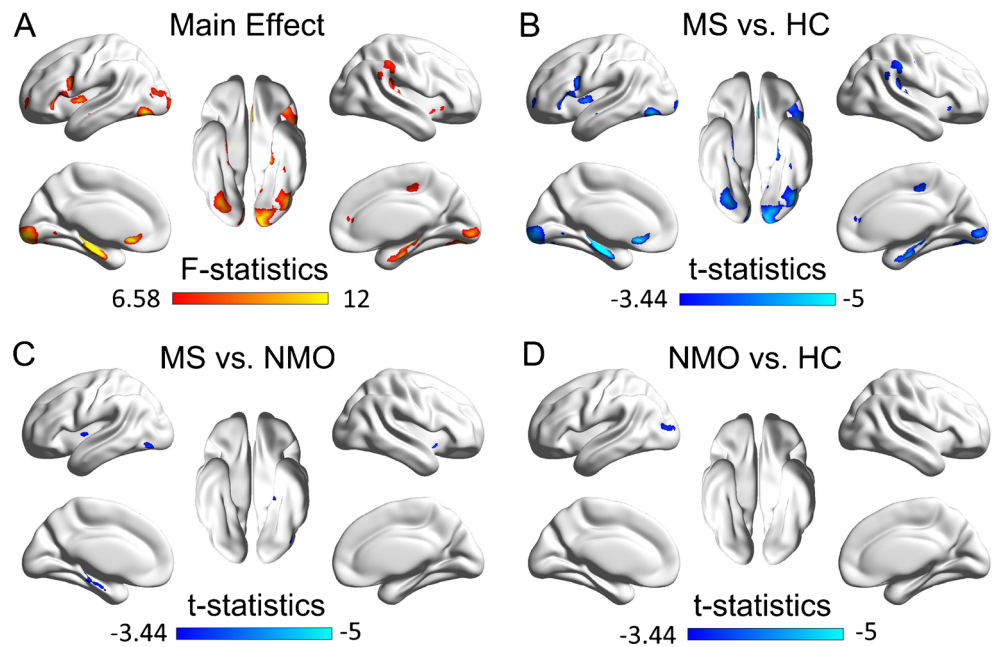 A
Main Effect
F-statistics
6.58
12
B
MS vs. HC
t-statistics
-3.44
-5
C
MS vs. NMO
t-statistics
-3.44
-5
D
NMO vs. HC
t-statistics
-3.44
-5